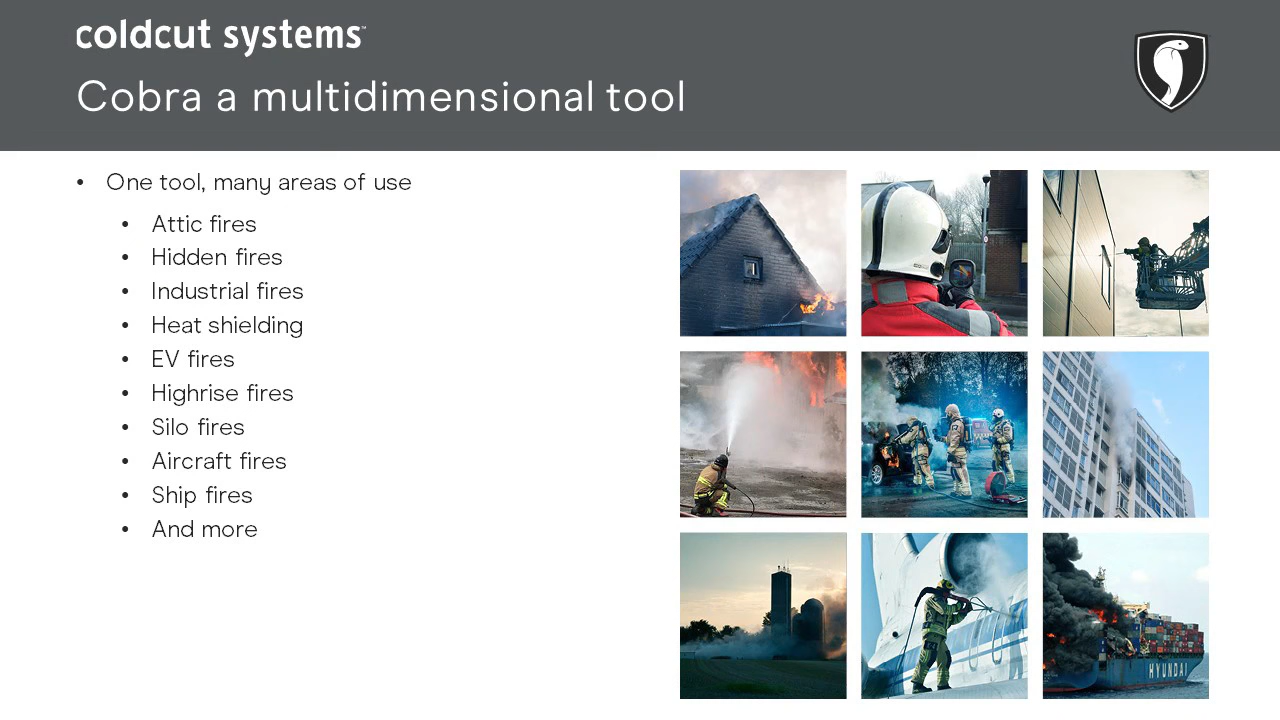 coldcut systems™
Cobra a multidimensional tool
• One tool, many areas of use
• Attic fires
• Hidden fires
• Industrial fires
• Heat shielding
• EV fires
• Highrise fires
• Silo fires
• Aircraft fires
• Ship fires
• And more
HYUNDAI